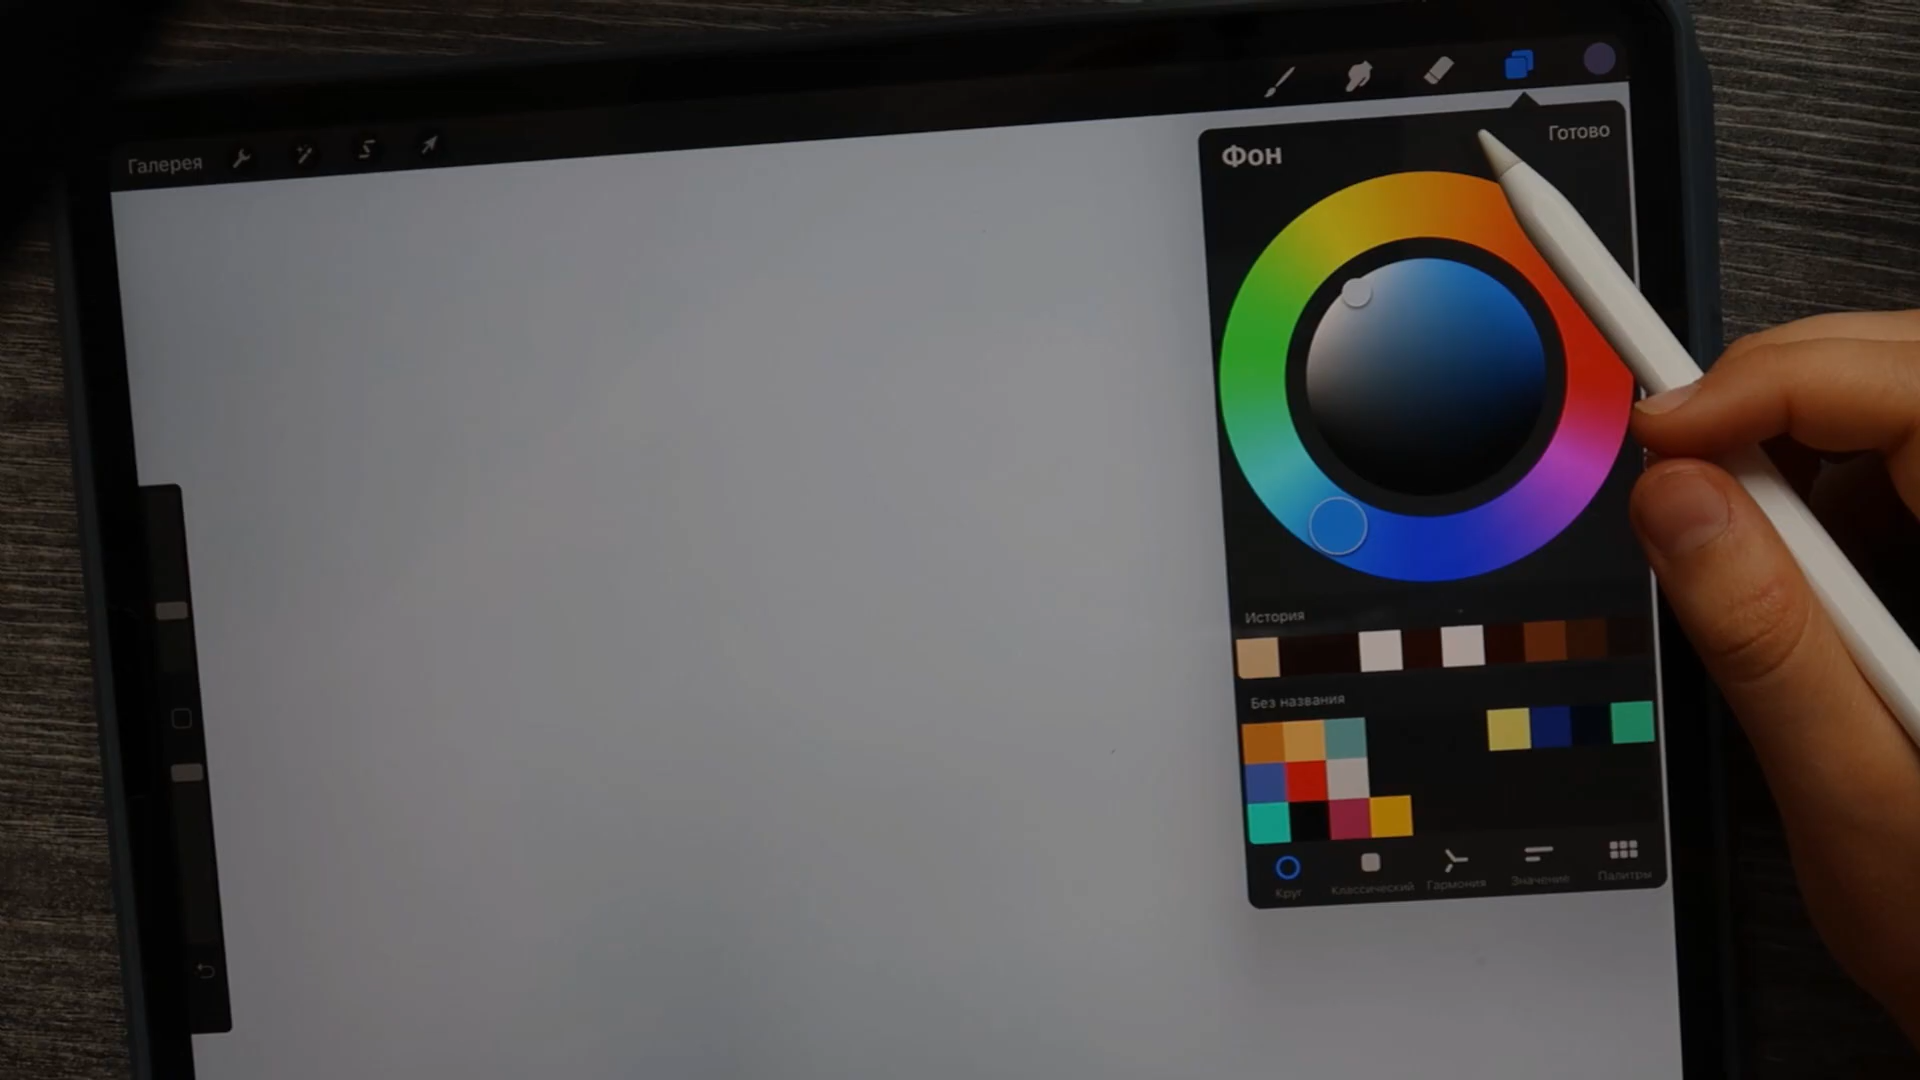 Галерея
Готово
Фон
История
Без названия
Круг
Классический
Гармония
Значение
Палитры